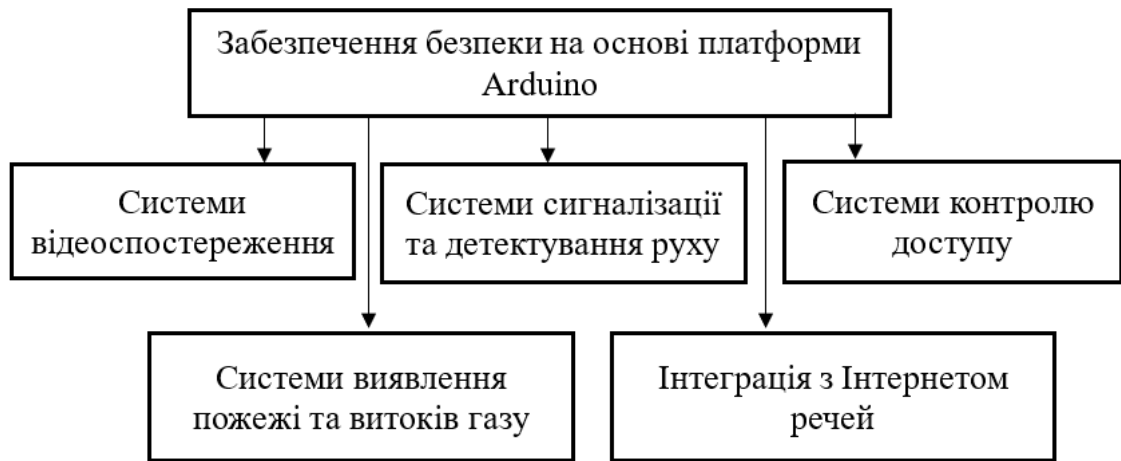 Забезпечення безпеки на основі платформи
Arduino
Системи
відеоспостереження
Системи сигналізації
та детектування руху
Системи контролю
доступу
Системи виявлення
пожежі та витоків газу
Інтеграція з Інтернетом
речей